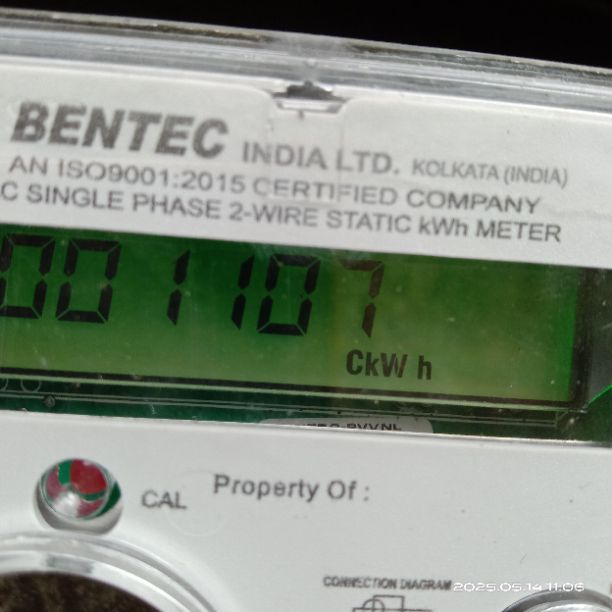 BENTEC INDIA LTD. KOLKATA (INDIA)
AN ISO9001:2015 CERTIFIED COMPANY
C SINGLE PHASE 2-WIRE STATIC kWh METER
001107
CkW h
CAL
Property Of :
CONNECTION DIAGRAM
2025.05.14 11:06